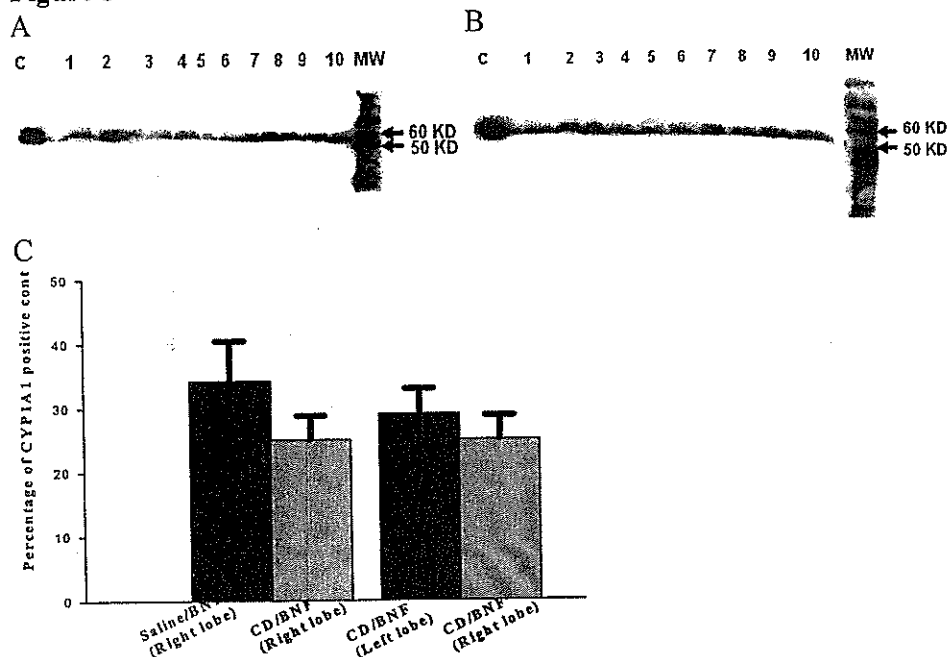 A
B
C 1 2 3 4 5 6 7 8 9 10 MW
C 1 2 3 4 5 6 7 8 9 10 MW
60 KD
50 KD
60 KD
50 KD
C
Percentage of CYP1A1 positive cont
50
40
30
20
10
0
Saline/BNF
(Right lobe)
CD/BNF
(Right lobe)
CD/BNF
(Left lobe)
CD/BNF
(Right lobe)